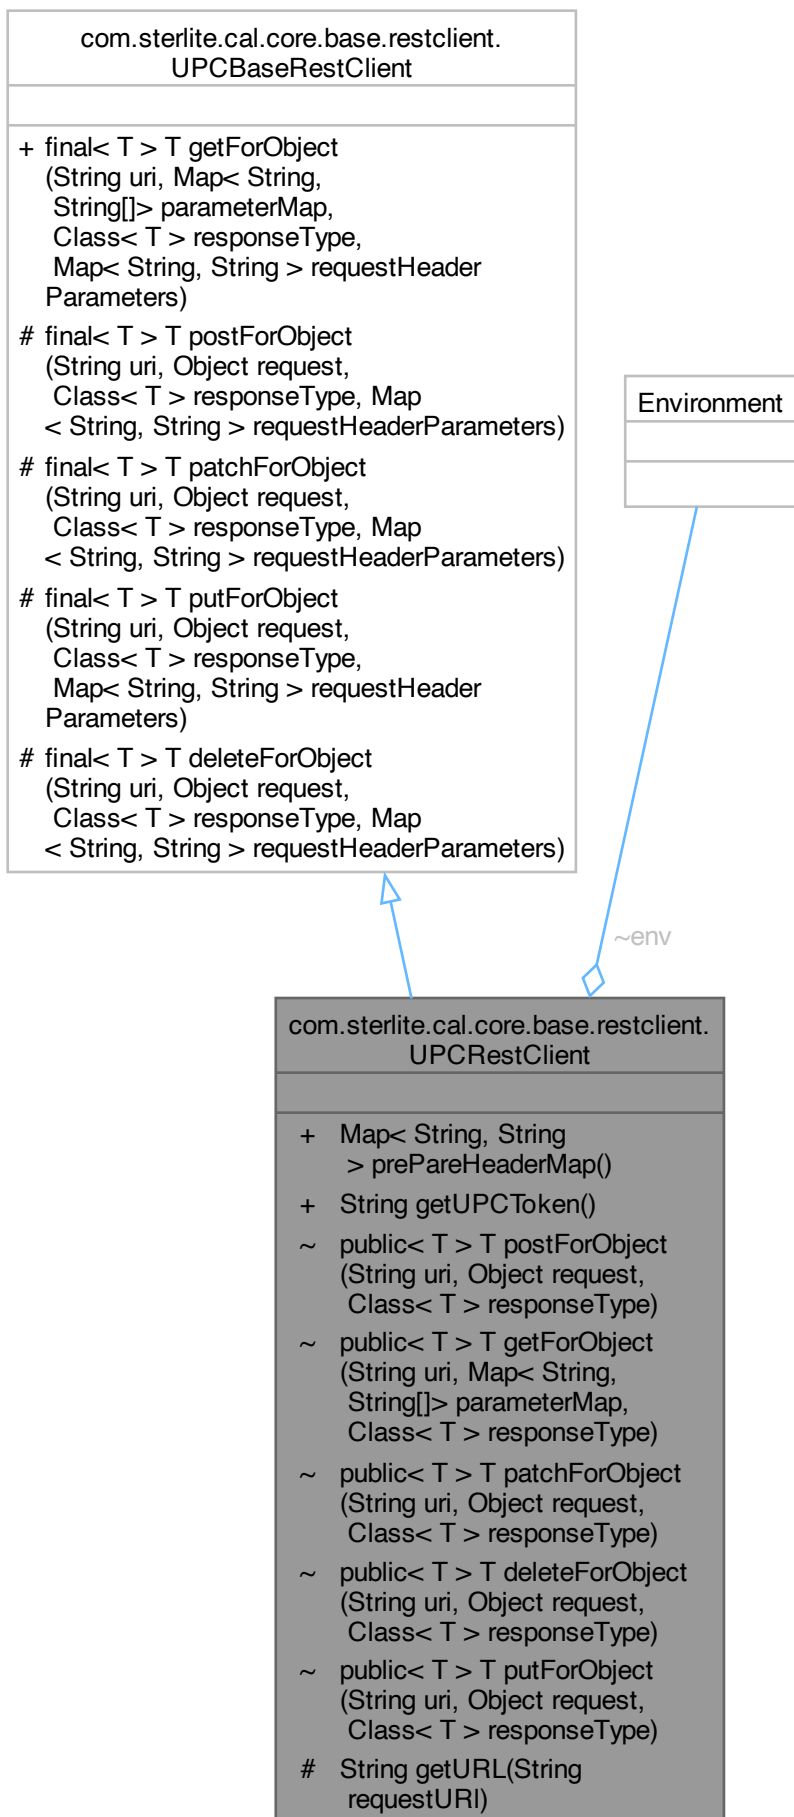 com.sterlite.cal.core.base.restclient.
UPCBaseRestClient
+ final< T > T getForObject
(String uri, Map< String,
String[]> parameterMap,
Class< T > responseType,
Map< String, String > requestHeader
Parameters)
# final< T > T postForObject
(String uri, Object request,
Class< T > responseType, Map
< String, String > requestHeaderParameters)
# final< T > T patchForObject
(String uri, Object request,
Class< T > responseType, Map
< String, String > requestHeaderParameters)
# final< T > T putForObject
(String uri, Object request,
Class< T > responseType,
Map< String, String > requestHeader
Parameters)
# final< T > T deleteForObject
(String uri, Object request,
Class< T > responseType, Map
< String, String > requestHeaderParameters)
Environment
~env
com.sterlite.cal.core.base.restclient.
UPCRestClient
+ Map< String, String
> prePareHeaderMap()
+ String getUPCToken()
~ public< T > T postForObject
(String uri, Object request,
Class< T > responseType)
~ public< T > T getForObject
(String uri, Map< String,
String[]> parameterMap,
Class< T > responseType)
~ public< T > T patchForObject
(String uri, Object request,
Class< T > responseType)
~ public< T > T deleteForObject
(String uri, Object request,
Class< T > responseType)
~ public< T > T putForObject
(String uri, Object request,
Class< T > responseType)
# String getURL(String
requestURI)